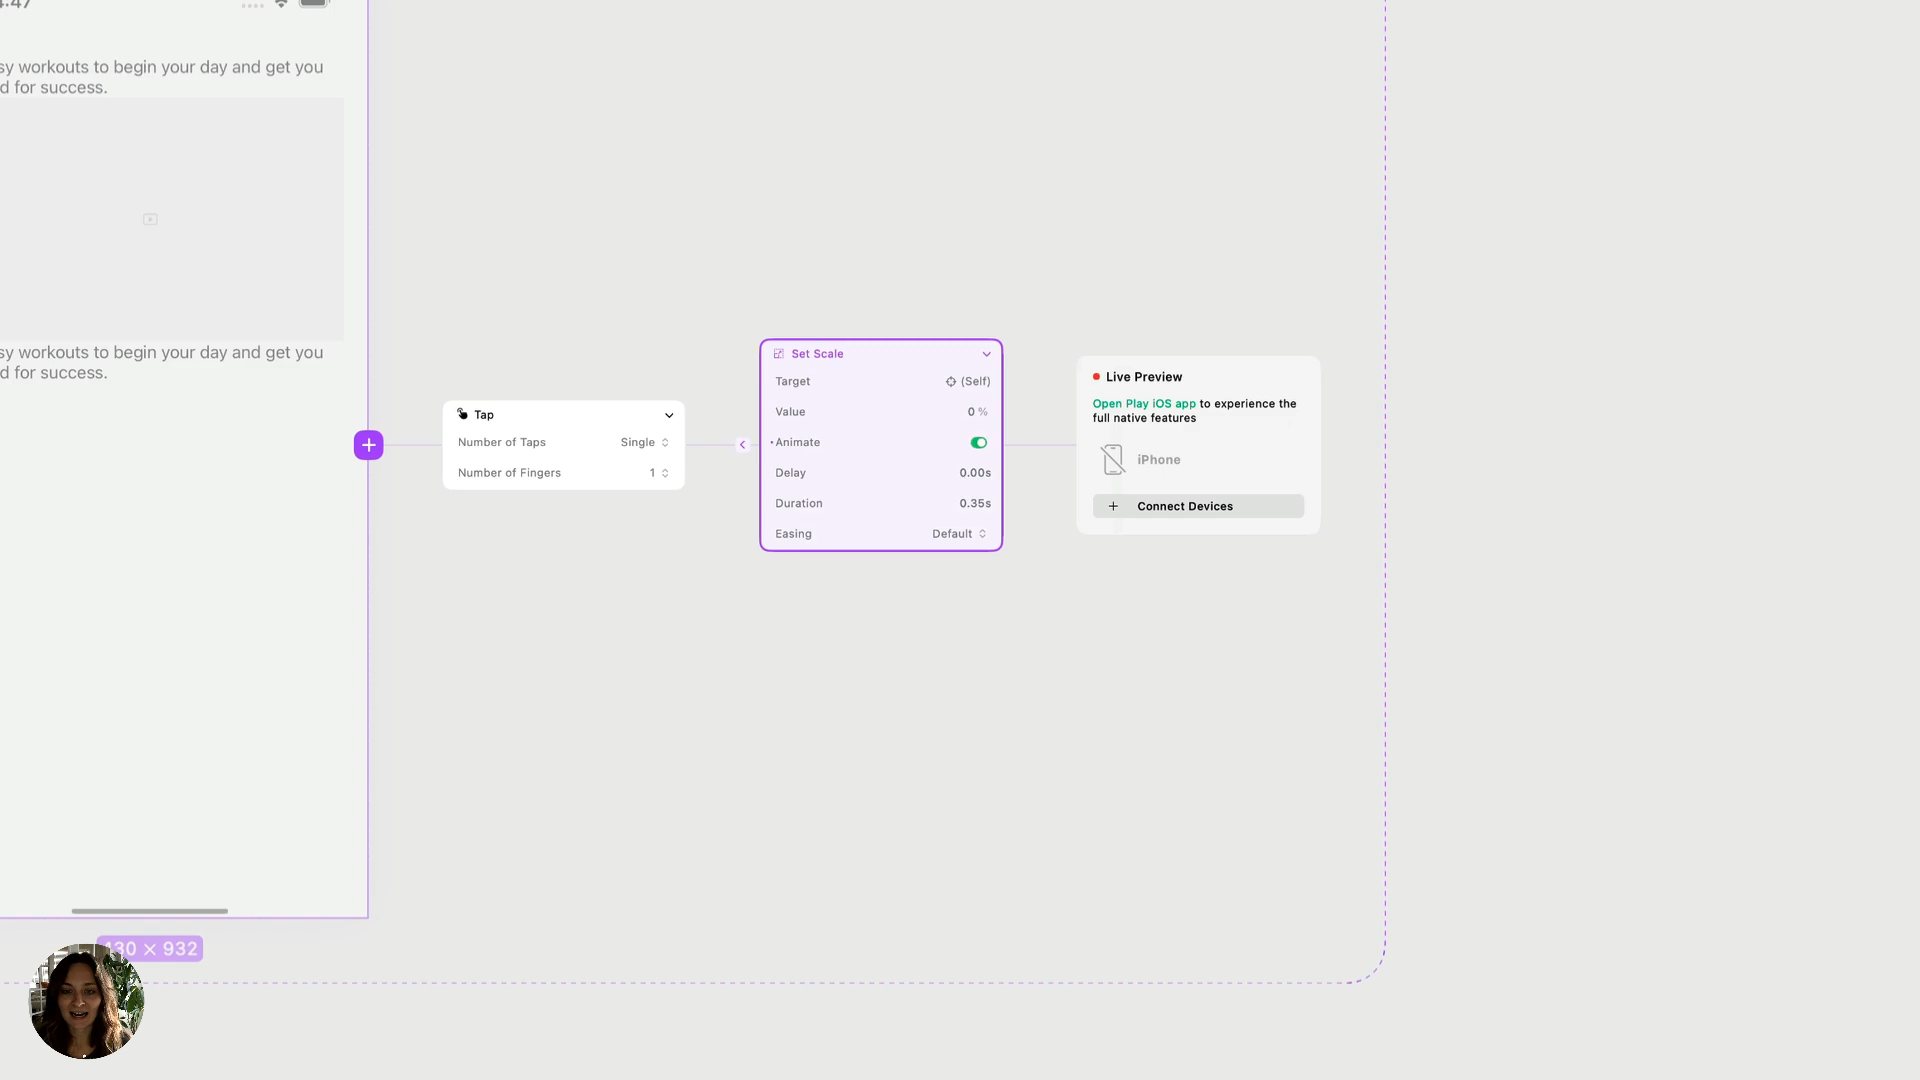 sy workouts to begin your day and get you
d for success.
sy workouts to begin your day and get you
d for success.
Tap
Number of Taps Single
Number of Fingers 1
Set Scale
Target (Self)
Value 0 %
Animate
Delay 0.00s
Duration 0.35s
Easing Default
Live Preview
Open Play iOS app to experience the
full native features
iPhone
Connect Devices
430 × 932